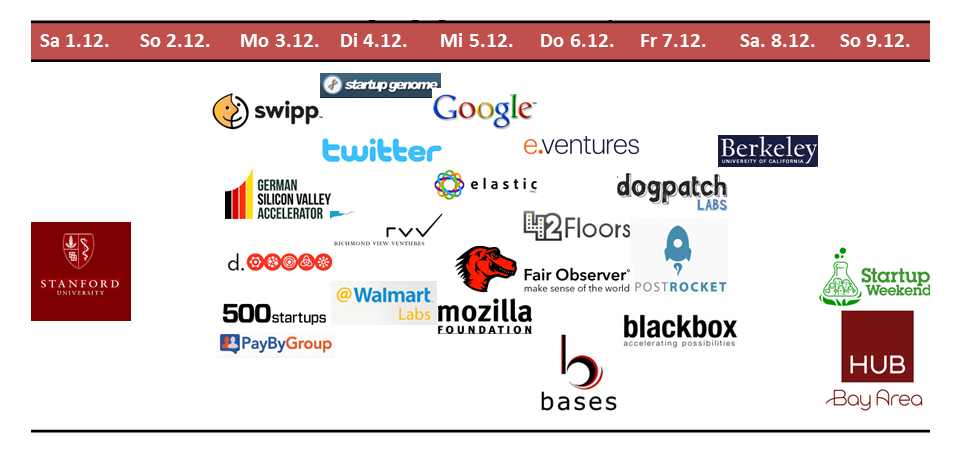 Sa 1.12. So 2.12. Mo 3.12. Di 4.12. Mi 5.12. Do 6.12. Fr 7.12. Sa. 8.12. So 9.12.
STANFORD
UNIVERSITY
swipp
GERMAN
SILICON VALLEY
ACCELERATOR
d.
500startups
PayByGroup
startup genome
twitter
rvv
RICHMOND VIEW VENTURES
@Walmart
Labs
Google
elastic
mozilla
FOUNDATION
e.ventures
42Floors
Fair Observer
make sense of the world
b
bases
dogpatch
LABS
POSTROCKET
blackbox
accelerating possibilities
Berkeley
UNIVERSITY OF CALIFORNIA
Startup
Weekend
HUB
Bay Area